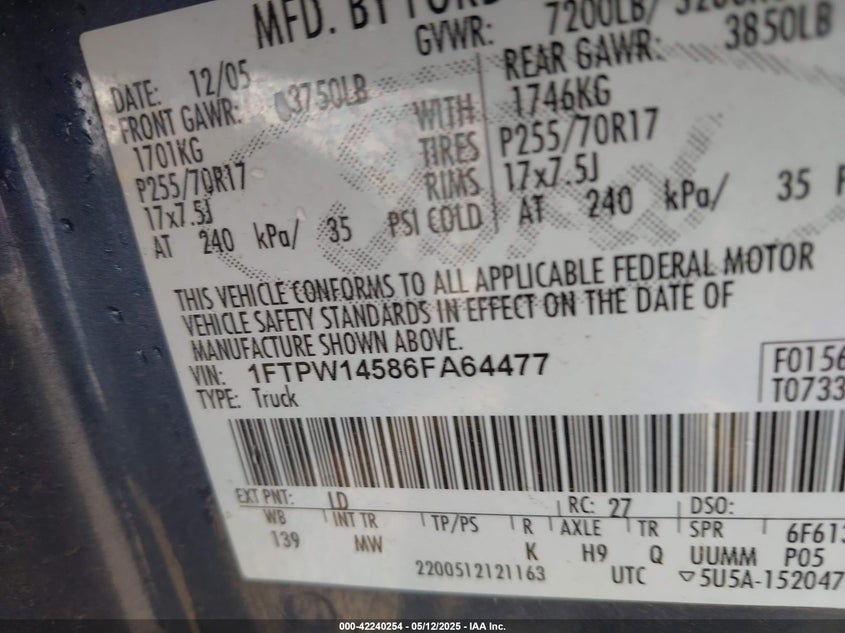 MFD. BY FORD
DATE: 12/05 GVWR: 7200LB/
FRONT GAWR: 3750LB REAR GAWR: 3850LB
1701KG WITH 1746KG
P255/70R17 TIRES P255/70R17
17x7.5J RIMS 17x7.5J
AT 240 kPa/ 35 PSI COLD AT 240 kPa/ 35 P
THIS VEHICLE CONFORMS TO ALL APPLICABLE FEDERAL MOTOR
VEHICLE SAFETY STANDARDS IN EFFECT ON THE DATE OF
MANUFACTURE SHOWN ABOVE.
VIN: 1FTPW14586FA64477 F0156
TYPE: Truck T0733
EXT PNT: LD RC: 27 DSO:
WB INT TR TP/PS R AXLE TR SPR 6F613
139 MW K H9 Q UUMM P05
2200512121163 UTC ▽5U5A-152047
000-42240254 - 05/12/2025 - IAA Inc.